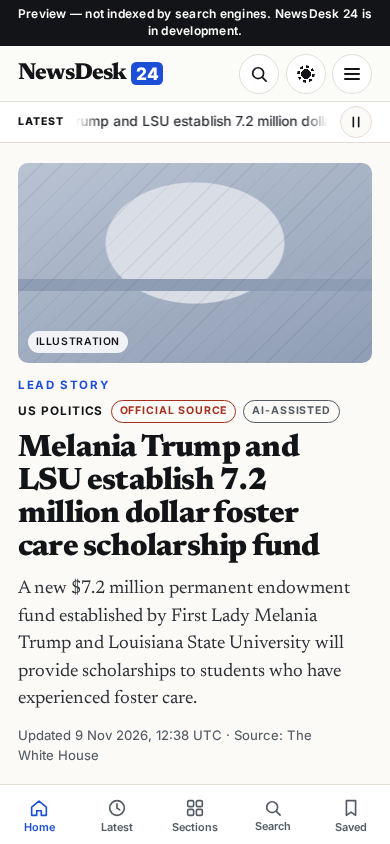 Preview — not indexed by search engines. NewsDesk 24 is
in development.
NewsDesk 24
LATEST rump and LSU establish 7.2 million
ILLUSTRATION
LEAD STORY
US POLITICS OFFICIAL SOURCE AI-ASSISTED
Melania Trump and
LSU establish 7.2
million dollar foster
care scholarship fund
A new $7.2 million permanent endowment
fund established by First Lady Melania
Trump and Louisiana State University will
provide scholarships to students who have
experienced foster care.
Updated 9 Nov 2026, 12:38 UTC · Source: The
White House
Home Latest Sections Search Saved